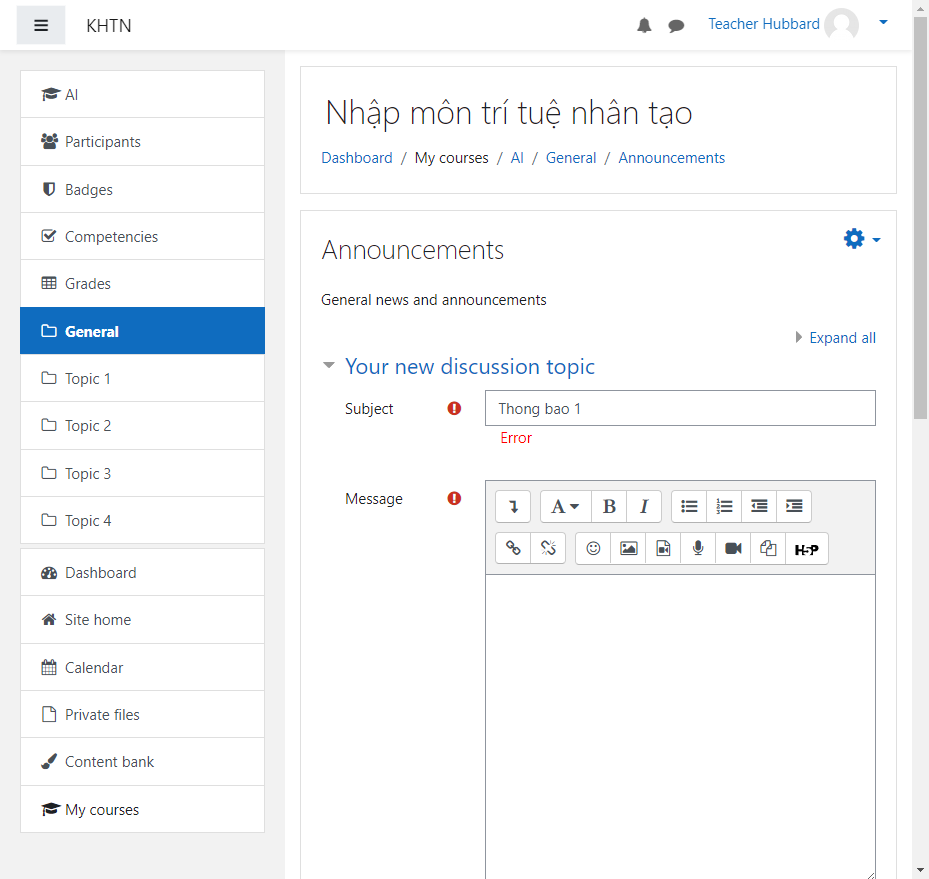 KHTN
Teacher Hubbard
AI
Participants
Badges
Competencies
Grades
General
Topic 1
Topic 2
Topic 3
Topic 4
Dashboard
Site home
Calendar
Private files
Content bank
My courses
Nhập môn trí tuệ nhân tạo
Dashboard / My courses / AI / General / Announcements
Announcements
General news and announcements
Expand all
Your new discussion topic
Subject
Thong bao 1
Error
Message
A B I
H5P